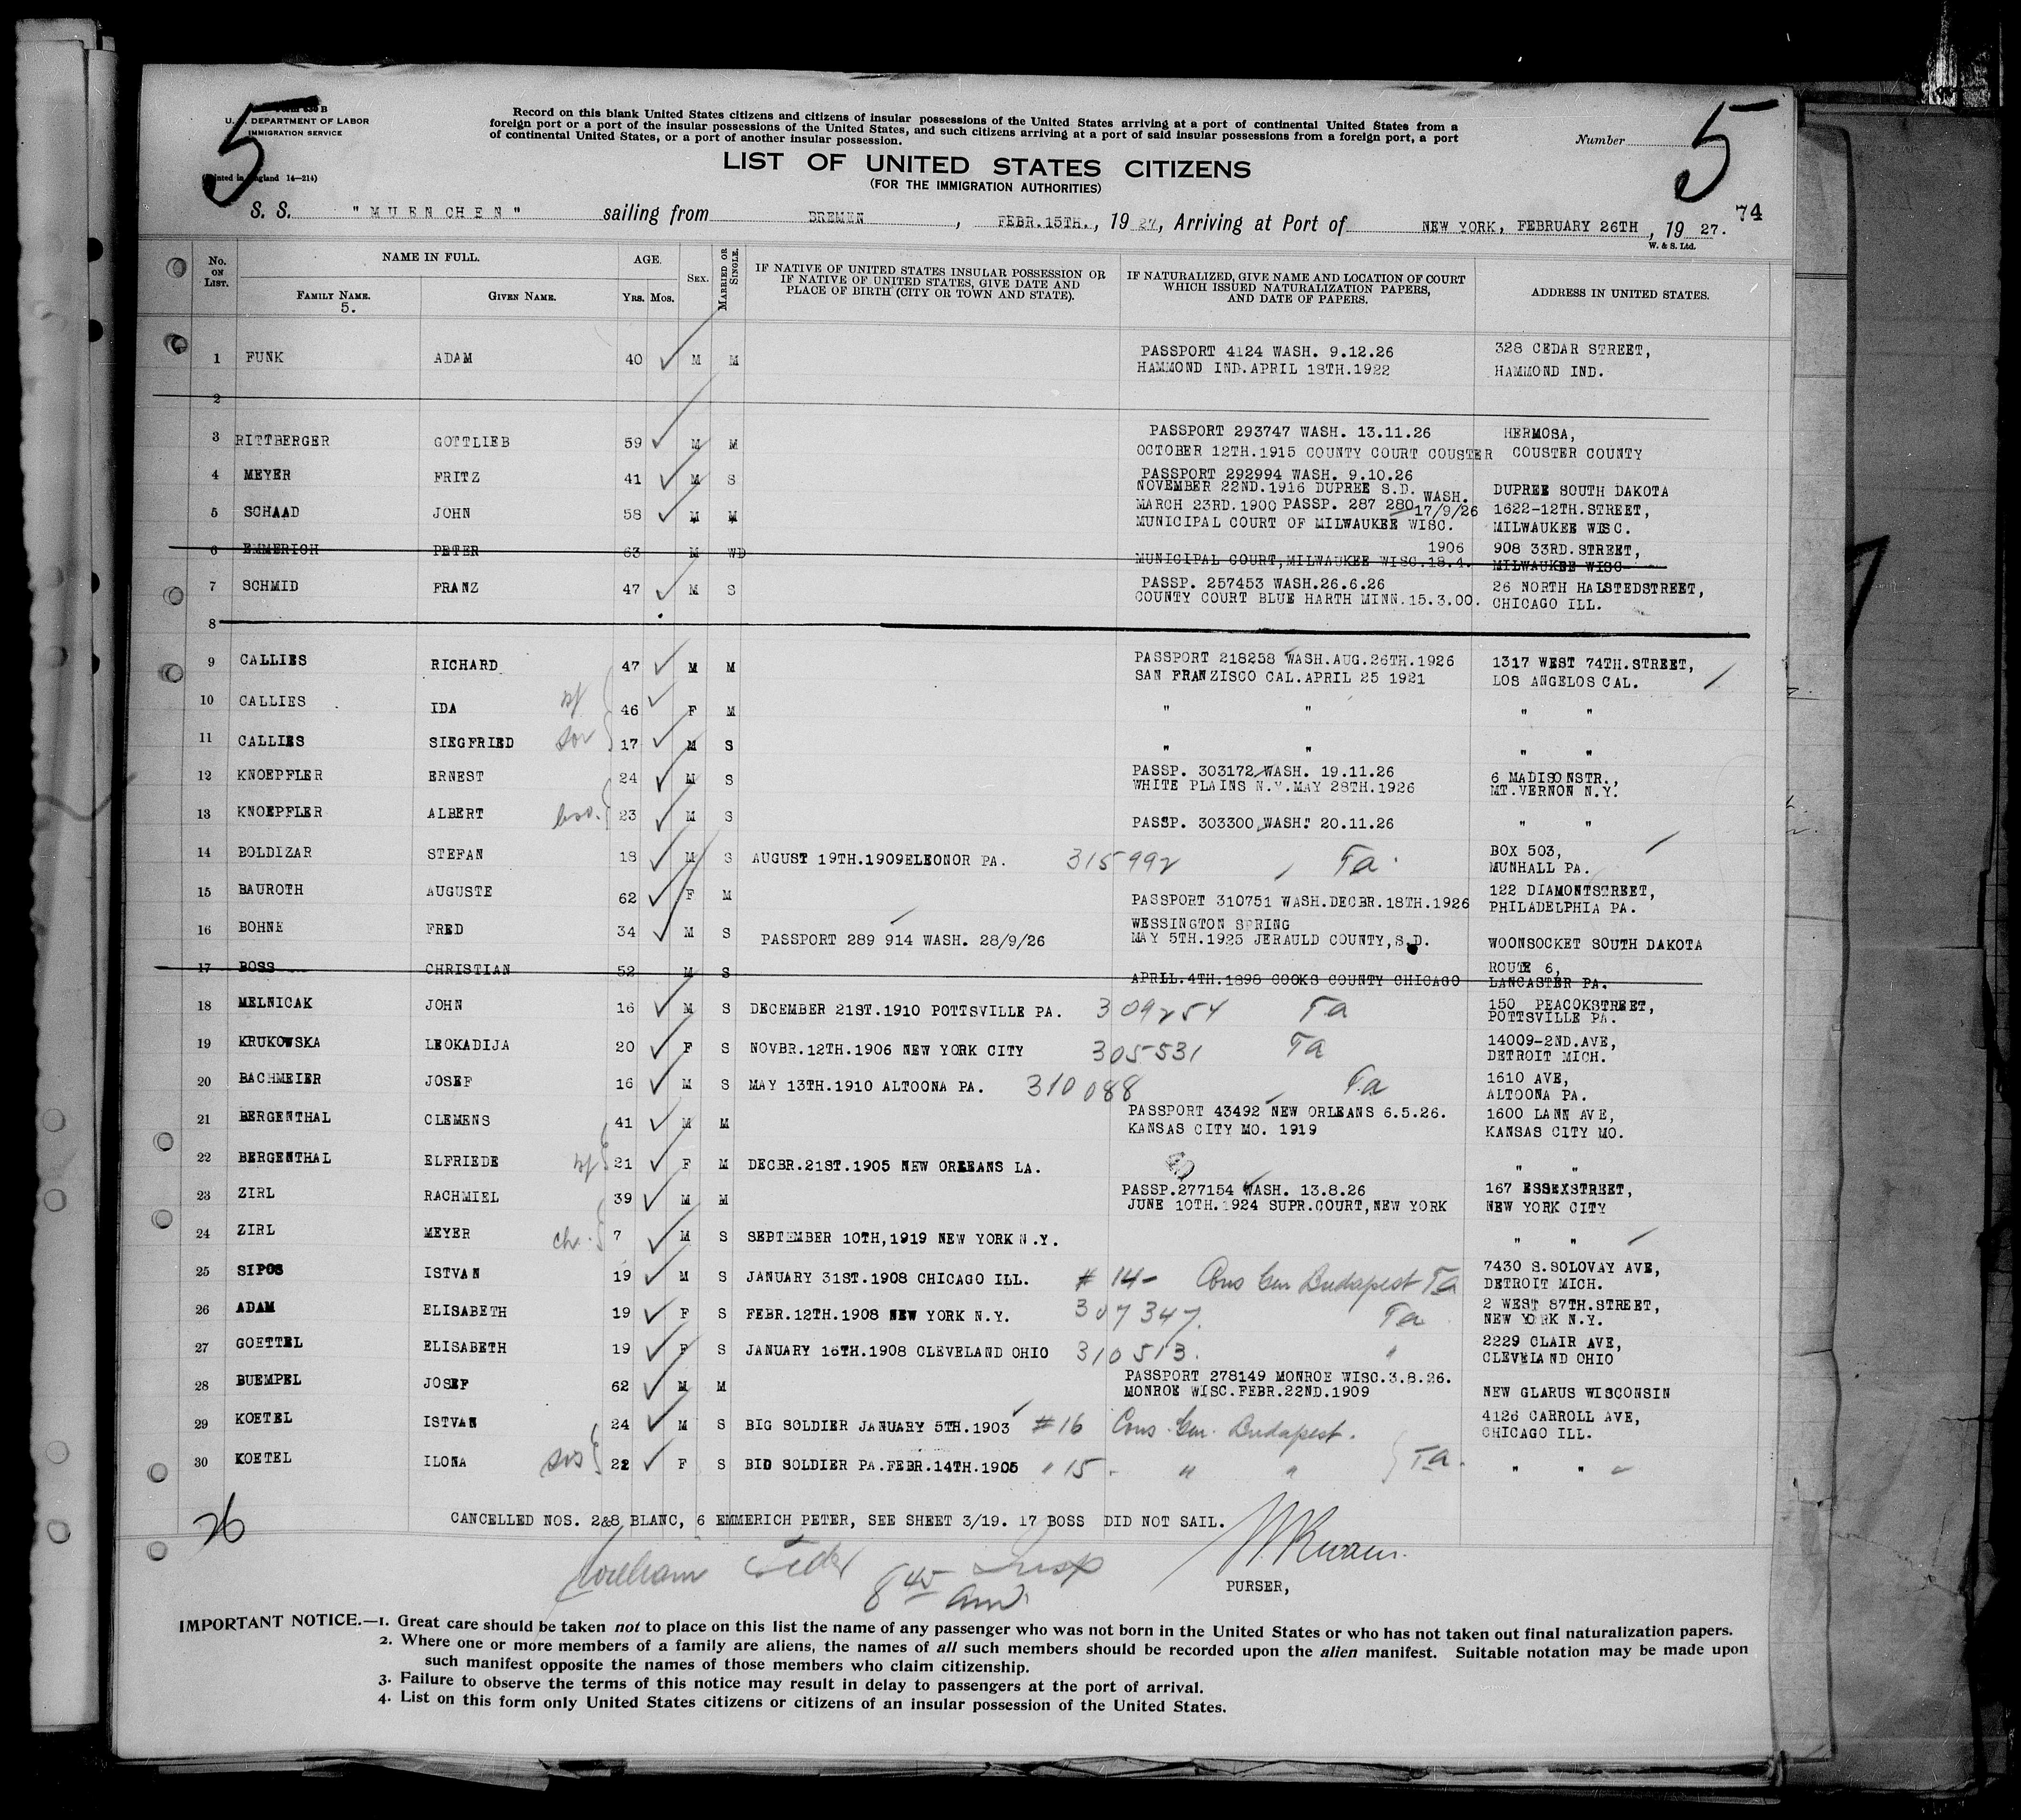 5
5
Form 630 B
U. S. DEPARTMENT OF LABOR
IMMIGRATION SERVICE
(Printed in England 14—214)
Record on this blank United States citizens and citizens of insular possessions of the United States arriving at a port of continental United States from a
foreign port or a port of the insular possessions of the United States, and such citizens arriving at a port of said insular possessions from a foreign port, a port
of continental United States, or a port of another insular possession.
Number
LIST OF UNITED STATES CITIZENS
(FOR THE IMMIGRATION AUTHORITIES)
74
S. S. "MUENCHEN" sailing from BREMEN, FEBR.15TH., 1927, Arriving at Port of NEW YORK, FEBRUARY 26TH, 1927.
W. & S. Ltd.
No. ON LIST. NAME IN FULL. AGE. SEX. MARRIED OR SINGLE. IF NATIVE OF UNITED STATES INSULAR POSSESSION OR IF NATIVE OF UNITED STATES, GIVE DATE AND PLACE OF BIRTH (CITY OR TOWN AND STATE). IF NATURALIZED, GIVE NAME AND LOCATION OF COURT WHICH ISSUED NATURALIZATION PAPERS, AND DATE OF PAPERS. ADDRESS IN UNITED STATES.
FAMILY NAME. GIVEN NAME. YRS. MOS.
5.
1 FUNK ADAM 40 M M PASSPORT 4124 WASH. 9.12.26 328 CEDAR STREET,
HAMMOND IND.APRIL 18TH.1922 HAMMOND IND.
2
3 RITTBERGER GOTTLIEB 59 M M PASSPORT 293747 WASH. 13.11.26 HERMOSA,
OCTOBER 12TH.1915 COUNTY COURT COUSTER COUSTER COUNTY
4 MEYER FRITZ 41 M S PASSPORT 292994 WASH. 9.10.26
NOVEMBER 22ND.1916 DUPREE S.D. DUPREE SOUTH DAKOTA
5 SCHAAD JOHN 58 M M MARCH 23RD.1900 PASSP. 287 280 WASH. 17/9/26 1622-12TH.STREET,
MUNICIPAL COURT OF MILWAUKEE WISC. MILWAUKEE WISC.
6 EMMERICH PETER 63 M WD 1906 908 33RD.STREET,
MUNICIPAL COURT,MILWAUKEE WISC.18.4. MILWAUKEE WISC
7 SCHMID FRANZ 47 M S PASSP. 257453 WASH.26.6.26 26 NORTH HALSTEDSTREET,
COUNTY COURT BLUE HARTH MINN.15.3.00. CHICAGO ILL.
8
9 CALLIES RICHARD 47 M M PASSPORT 218258 WASH.AUG.26TH.1926 1317 WEST 74TH.STREET,
SAN FRANZISCO CAL.APRIL 25 1921 LOS ANGELOS CAL.
10 CALLIES IDA wf 46 F M " " " "
11 CALLIES SIEGFRIED son 17 M S " " " "
12 KNOEPFLER ERNEST 24 M S PASSP. 303172 WASH. 19.11.26 6 MADISONSTR.,
WHITE PLAINS N.Y.MAY 28TH.1926 MT.VERNON N.Y.
13 KNOEPFLER ALBERT bro. 23 M S PASSP. 303300 WASH. 20.11.26 " "
14 BOLDIZAR STEFAN 18 M S AUGUST 19TH.1909ELEONOR PA. 315992 Ta BOX 503,
MUNHALL PA.
15 BAUROTH AUGUSTE 62 F M PASSPORT 310751 WASH.DECBR.18TH.1926 122 DIAMONTSTREET,
PHILADELPHIA PA.
16 BOHNE FRED 34 M S PASSPORT 289 914 WASH. 28/9/26 WESSINGTON SPRING
MAY 5TH.1925 JERAULD COUNTY,S.D. WOONSOCKET SOUTH DAKOTA
17 BOSS CHRISTIAN 52 M S APRIL.4TH.1898 COOKS COUNTY CHICAGO ROUTE 6,
LANCASTER PA.
18 MELNICAK JOHN 16 M S DECEMBER 21ST.1910 POTTSVILLE PA. 309254 Ta 150 PEACOKSTREET,
POTTSVILLE PA.
19 KRUKOWSKA LEOKADIJA 20 F S NOVBR.12TH.1906 NEW YORK CITY 305531 Ta 14009-2ND.AVE,
DETROIT MICH.
20 BACHMEIER JOSEF 16 M S MAY 13TH.1910 ALTOONA PA. 310088 Ta 1610 AVE,
ALTOONA PA.
21 BERGENTHAL CLEMENS 41 M M PASSPORT 43492 NEW ORLEANS 6.5.26. 1600 LANN AVE,
KANSAS CITY MO. 1919 KANSAS CITY MO.
22 BERGENTHAL ELFRIEDE wf 21 F M DECBR.21ST.1905 NEW ORLEANS LA. " "
23 ZIRL RACHMIEL 39 M M PASSP.277154 WASH. 13.8.26 167 ESSEXSTREET,
JUNE 10TH.1924 SUPR.COURT,NEW YORK NEW YORK CITY
24 ZIRL MEYER ch. 7 M S SEPTEMBER 10TH,1919 NEW YORK N.Y. " "
25 SIPOS ISTVAN 19 M S JANUARY 31ST.1908 CHICAGO ILL. # 14- Cons Gen Budapest Ta 7430 S.SOLOVAY AVE,
DETROIT MICH.
26 ADAM ELISABETH 19 F S FEBR.12TH.1908 NEW YORK N.Y. 307347. Ta 2 WEST 87TH.STREET,
NEW YORK N.Y.
27 GOETTEL ELISABETH 19 F S JANUARY 16TH.1908 CLEVELAND OHIO 310513. " 2229 CLAIR AVE,
CLEVELAND OHIO
28 BUEMPEL JOSEF 62 M M PASSPORT 278149 MONROE WISC.3.8.26.
MONROE WISC.FEBR.22ND.1909 NEW GLARUS WISCONSIN
29 KOETEL ISTVAN 24 M S BIG SOLDIER JANUARY 5TH.1903 #16 Cons. Gen. Budapest. 4126 CARROLL AVE,
CHICAGO ILL.
30 KOETEL ILONA sis 22 F S BID SOLDIER PA.FEBR.14TH.1905 " 15 - " " Ta. " "
26
CANCELLED NOS. 2&8 BLANC, 6 EMMERICH PETER, SEE SHEET 3/19. 17 BOSS DID NOT SAIL.
William Insp
8 45 am
PURSER,
IMPORTANT NOTICE.—1. Great care should be taken not to place on this list the name of any passenger who was not born in the United States or who has not taken out final naturalization papers.
2. Where one or more members of a family are aliens, the names of all such members should be recorded upon the alien manifest. Suitable notation may be made upon
such manifest opposite the names of those members who claim citizenship.
3. Failure to observe the terms of this notice may result in delay to passengers at the port of arrival.
4. List on this form only United States citizens or citizens of an insular possession of the United States.